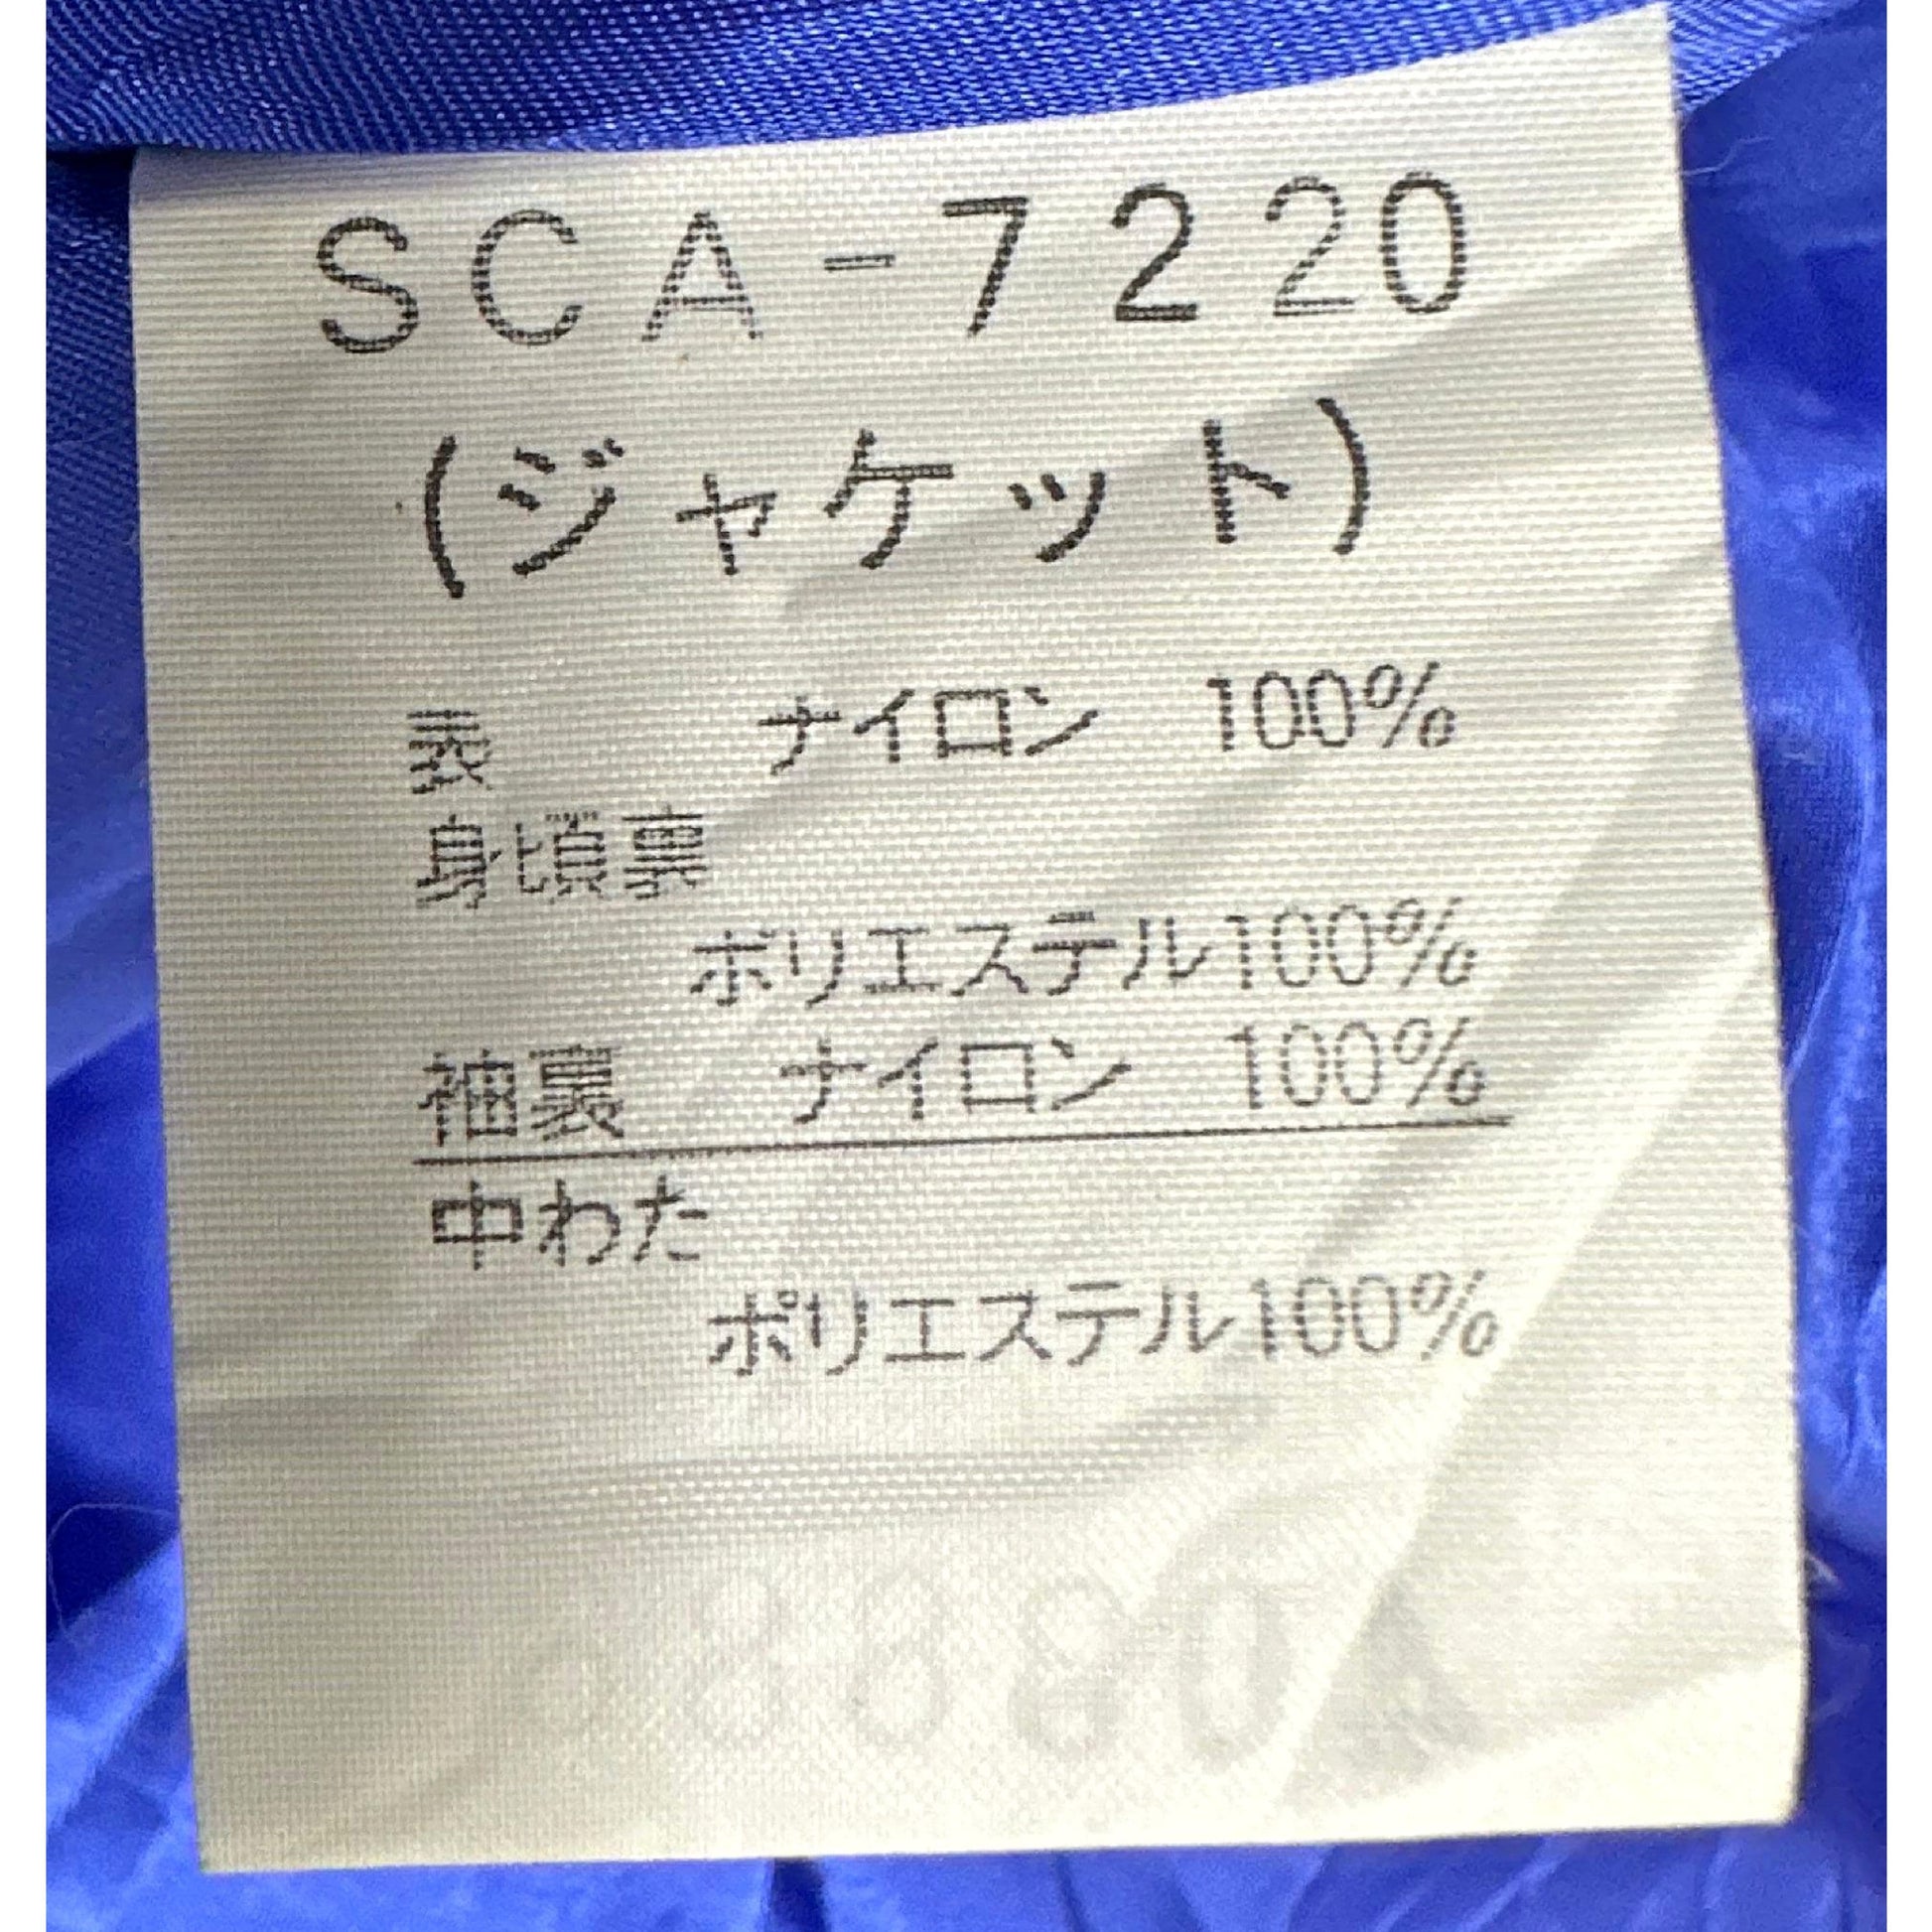 SCA-7220
(ジャケット)
表 ナイロン 100%
身頃裏
ポリエステル100%
袖裏 ナイロン 100%
中わた
ポリエステル100%